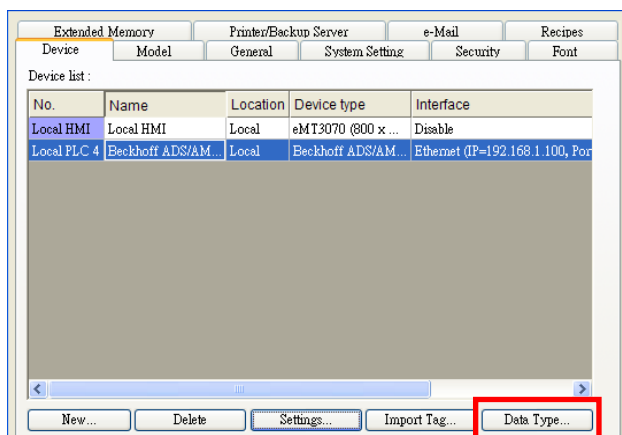 Extended Memory Printer/Backup Server e-Mail Recipes
Device Model General System Setting Security Font
Device list :
No. Name Location Device type Interface
Local HMI Local HMI Local eMT3070 (800 x ... Disable
Local PLC 4 Beckhoff ADS/AM... Local Beckhoff ADS/AM... Ethernet (IP=192.168.1.100, Por
New... Delete Settings... Import Tag... Data Type...